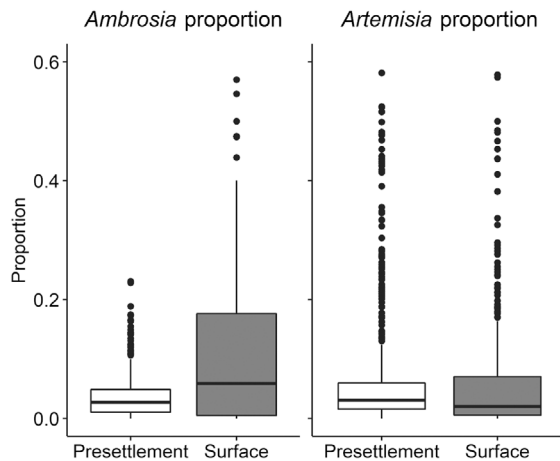 Ambrosia proportion
Artemisia proportion
0.6
0.4
0.2
0.0
Proportion
Presettlement Surface
Presettlement Surface